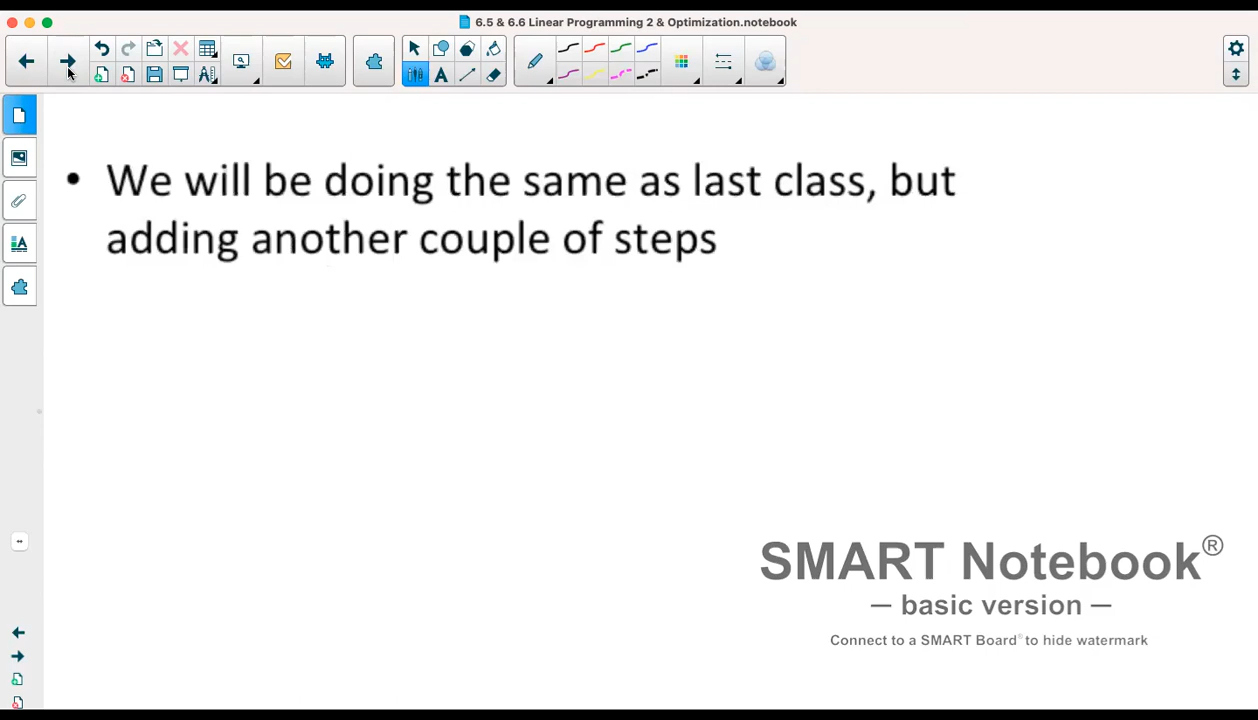 6.5 & 6.6 Linear Programming 2 & Optimization.notebook
• We will be doing the same as last class, but
adding another couple of steps
SMART Notebook®
— basic version —
Connect to a SMART Board® to hide watermark